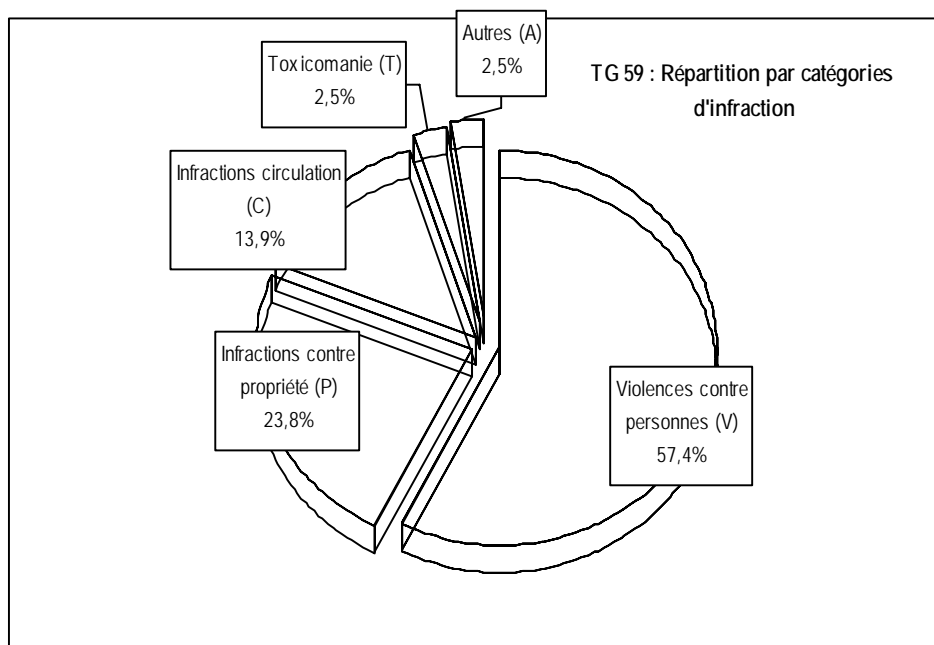 TG 59 : Répartition par catégories
d'infraction
Autres (A)
2,5%
Toxicomanie (T)
2,5%
Infractions circulation
(C)
13,9%
Infractions contre
propriété (P)
23,8%
Violences contre
personnes (V)
57,4%